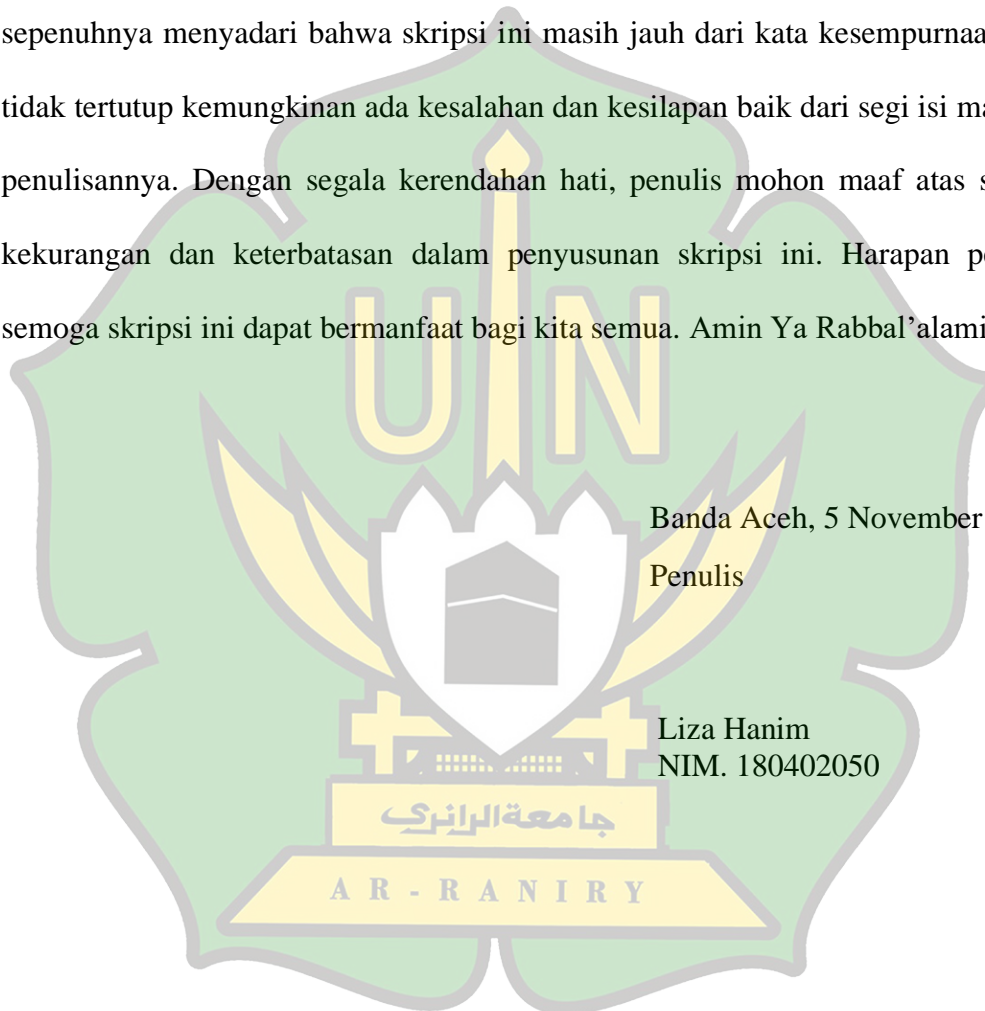 sepenuhnya menyadari bahwa skripsi ini masih jauh dari kata kesempurnaa
tidak tertutup kemungkinan ada kesalahan dan kesilapan baik dari segi isi ma
penulisannya. Dengan segala kerendahan hati, penulis mohon maaf atas s
kekurangan dan keterbatasan dalam penyusunan skripsi ini. Harapan pe
semoga skripsi ini dapat bermanfaat bagi kita semua. Amin Ya Rabbal’alami
UIN
Banda Aceh, 5 November
Penulis
Liza Hanim
NIM. 180402050
جامعة الرانري
AR-RANIRY